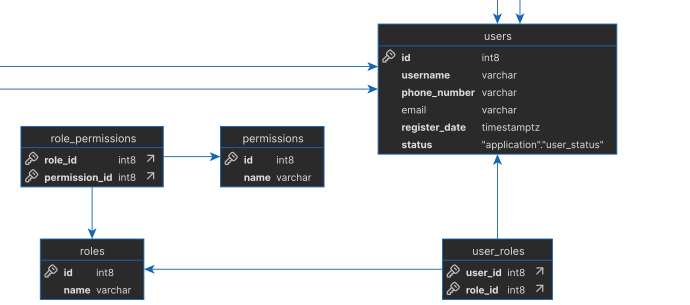 users
id int8
username varchar
phone_number varchar
email varchar
register_date timestamptz
status "application"."user_status"
role_permissions
role_id int8
permission_id int8
permissions
id int8
name varchar
roles
id int8
name varchar
user_roles
user_id int8
role_id int8